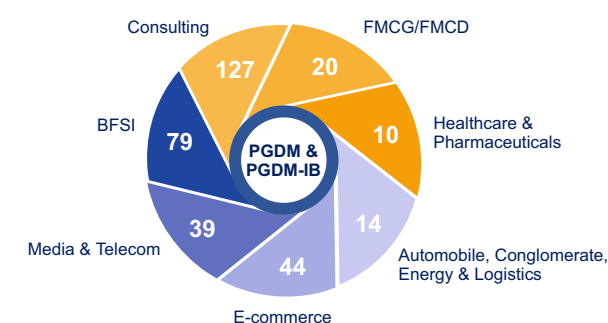 Consulting
127
FMCG/FMCD
20
Healthcare &
Pharmaceuticals
10
Automobile, Conglomerate,
Energy & Logistics
14
E-commerce
44
Media & Telecom
39
BFSI
79
PGDM &
PGDM-IB